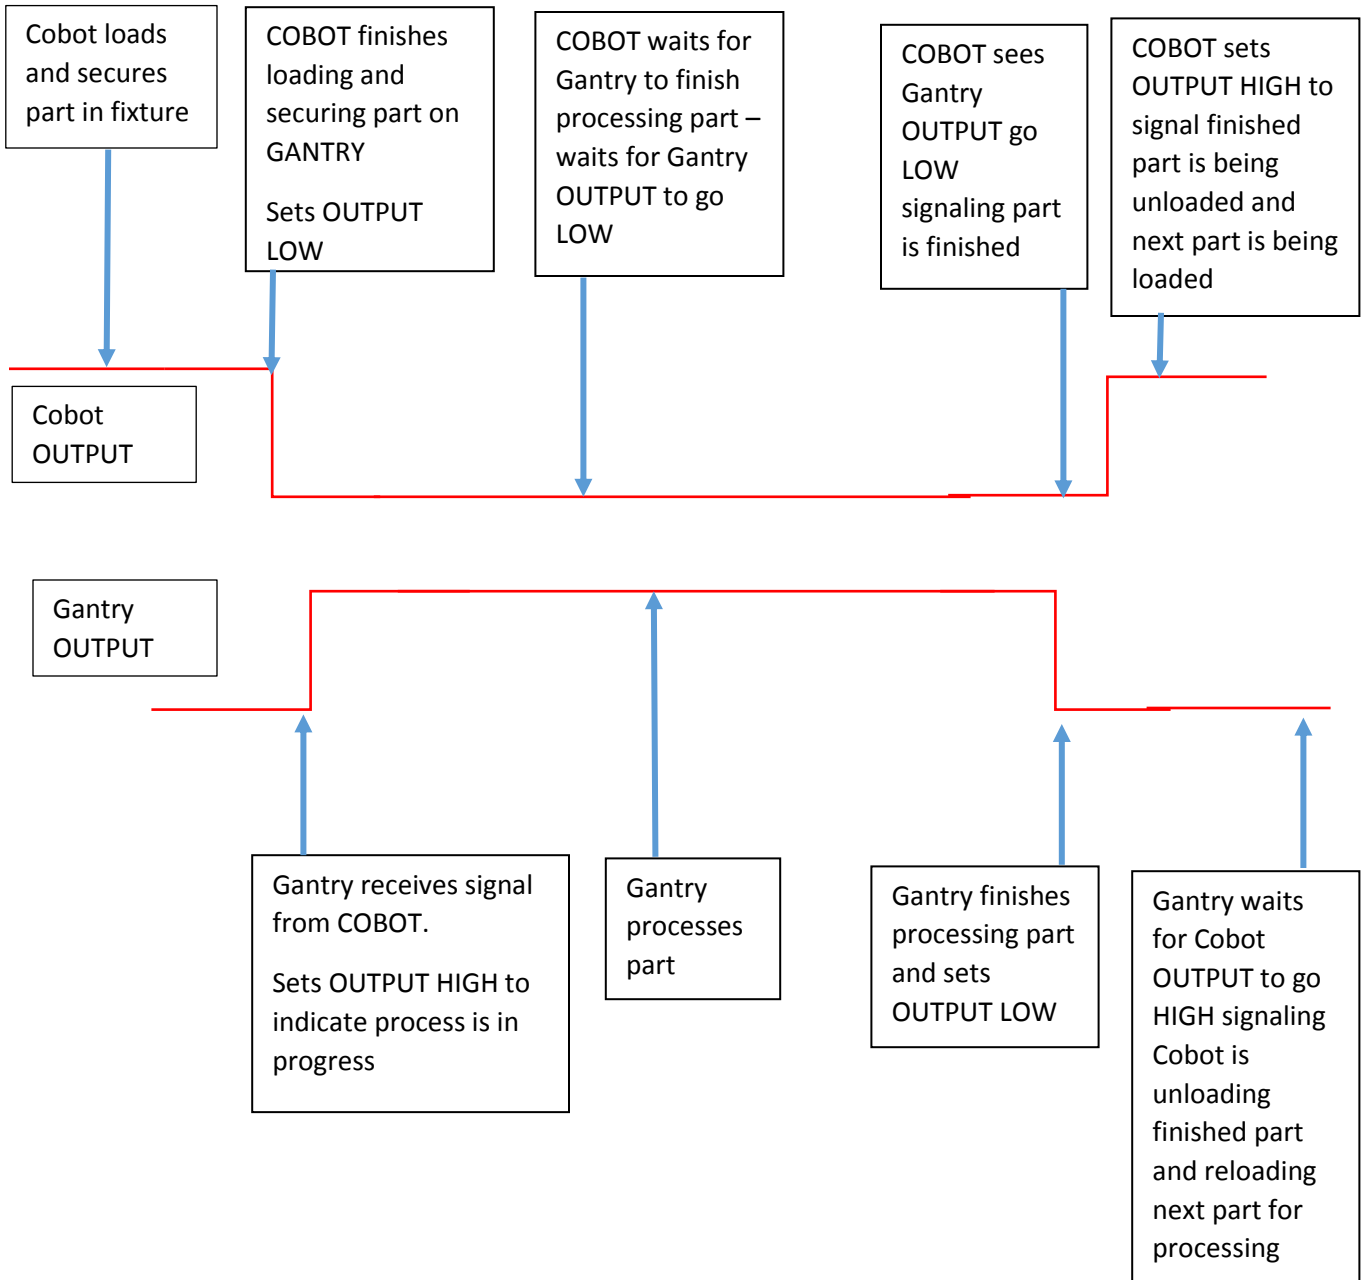 Cobot loads
and secures
part in fixture
COBOT finishes
loading and
securing part on
GANTRY
Sets OUTPUT
LOW
COBOT waits for
Gantry to finish
processing part –
waits for Gantry
OUTPUT to go
LOW
COBOT sees
Gantry
OUTPUT go
LOW
signaling part
is finished
COBOT sets
OUTPUT HIGH to
signal finished
part is being
unloaded and
next part is being
loaded
Cobot
OUTPUT
Gantry
OUTPUT
Gantry receives signal
from COBOT.
Sets OUTPUT HIGH to
indicate process is in
progress
Gantry
processes
part
Gantry finishes
processing part
and sets
OUTPUT LOW
Gantry waits
for Cobot
OUTPUT to go
HIGH signaling
Cobot is
unloading
finished part
and reloading
next part for
processing